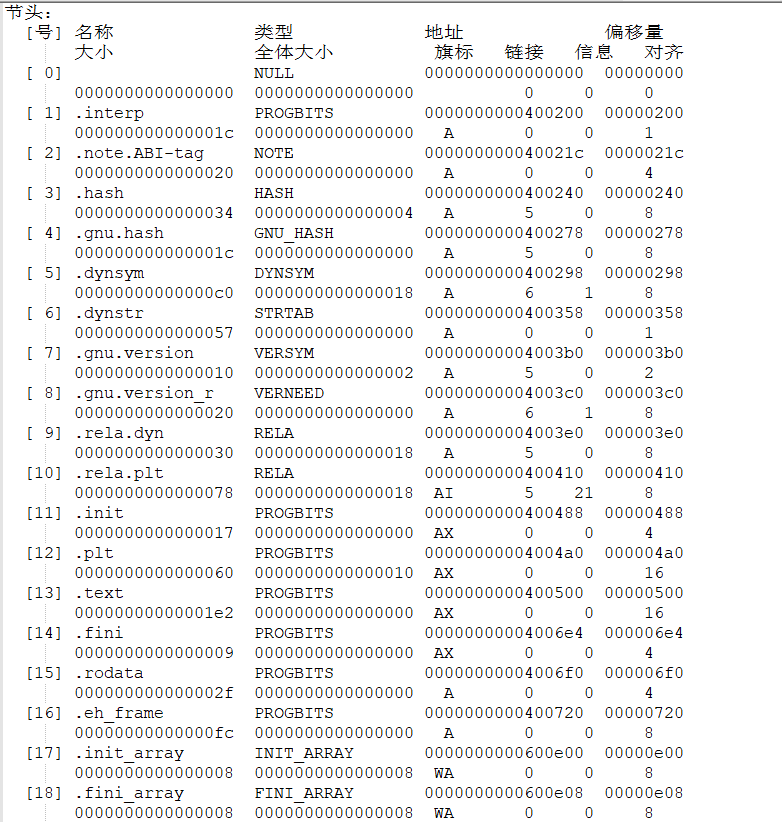 节头:
[号] 名称 类型 地址 偏移量
大小 全体大小 旗标 链接 信息 对齐
[ 0] NULL 0000000000000000 00000000
0000000000000000 0000000000000000 0 0 0
[ 1] .interp PROGBITS 0000000000400200 00000200
000000000000001c 0000000000000000 A 0 0 1
[ 2] .note.ABI-tag NOTE 000000000040021c 0000021c
0000000000000020 0000000000000000 A 0 0 4
[ 3] .hash HASH 0000000000400240 00000240
0000000000000034 0000000000000004 A 5 0 8
[ 4] .gnu.hash GNU_HASH 0000000000400278 00000278
000000000000001c 0000000000000000 A 5 0 8
[ 5] .dynsym DYNSYM 0000000000400298 00000298
00000000000000c0 0000000000000018 A 6 1 8
[ 6] .dynstr STRTAB 0000000000400358 00000358
0000000000000057 0000000000000000 A 0 0 1
[ 7] .gnu.version VERSYM 00000000004003b0 000003b0
0000000000000010 0000000000000002 A 5 0 2
[ 8] .gnu.version_r VERNEED 00000000004003c0 000003c0
0000000000000020 0000000000000000 A 6 1 8
[ 9] .rela.dyn RELA 00000000004003e0 000003e0
0000000000000030 0000000000000018 A 5 0 8
[10] .rela.plt RELA 0000000000400410 00000410
0000000000000078 0000000000000018 AI 5 21 8
[11] .init PROGBITS 0000000000400488 00000488
0000000000000017 0000000000000000 AX 0 0 4
[12] .plt PROGBITS 00000000004004a0 000004a0
0000000000000060 0000000000000010 AX 0 0 16
[13] .text PROGBITS 0000000000400500 00000500
00000000000001e2 0000000000000000 AX 0 0 16
[14] .fini PROGBITS 00000000004006e4 000006e4
0000000000000009 0000000000000000 AX 0 0 4
[15] .rodata PROGBITS 00000000004006f0 000006f0
000000000000002f 0000000000000000 A 0 0 4
[16] .eh_frame PROGBITS 0000000000400720 00000720
00000000000000fc 0000000000000000 A 0 0 8
[17] .init_array INIT_ARRAY 0000000000600e00 00000e00
0000000000000008 0000000000000008 WA 0 0 8
[18] .fini_array FINI_ARRAY 0000000000600e08 00000e08
0000000000000008 0000000000000008 WA 0 0 8